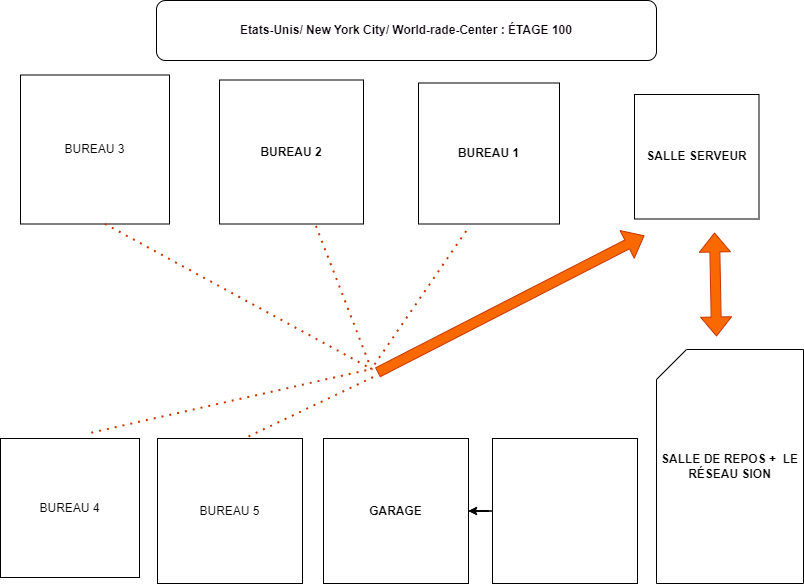 Etats-Unis/ New York City/ World-rade-Center : ÉTAGE 100
BUREAU 3
BUREAU 2
BUREAU 1
SALLE SERVEUR
BUREAU 4
BUREAU 5
GARAGE
SALLE DE REPOS + LE
RÉSEAU SION